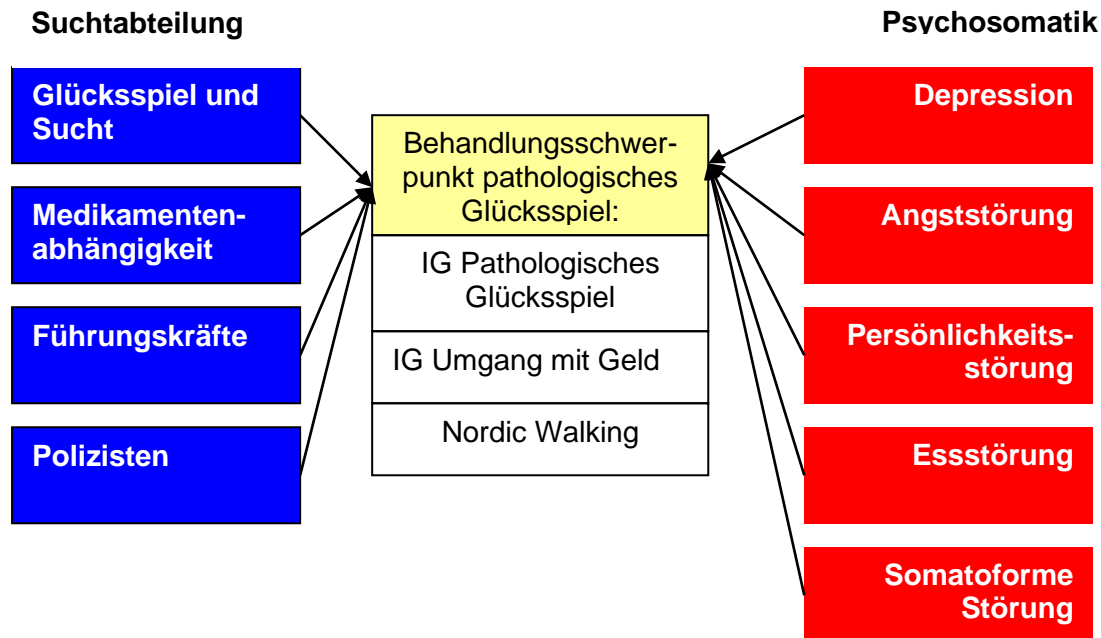 Suchtabteilung
Glücksspiel und
Sucht
Medikamenten-
abhängigkeit
Führungskräfte
Polizisten
Behandlungsschwer-
punkt pathologisches
Glücksspiel:
IG Pathologisches
Glücksspiel
IG Umgang mit Geld
Nordic Walking
Psychosomatik
Depression
Angststörung
Persönlichkeits-
störung
Essstörung
Somatoforme
Störung